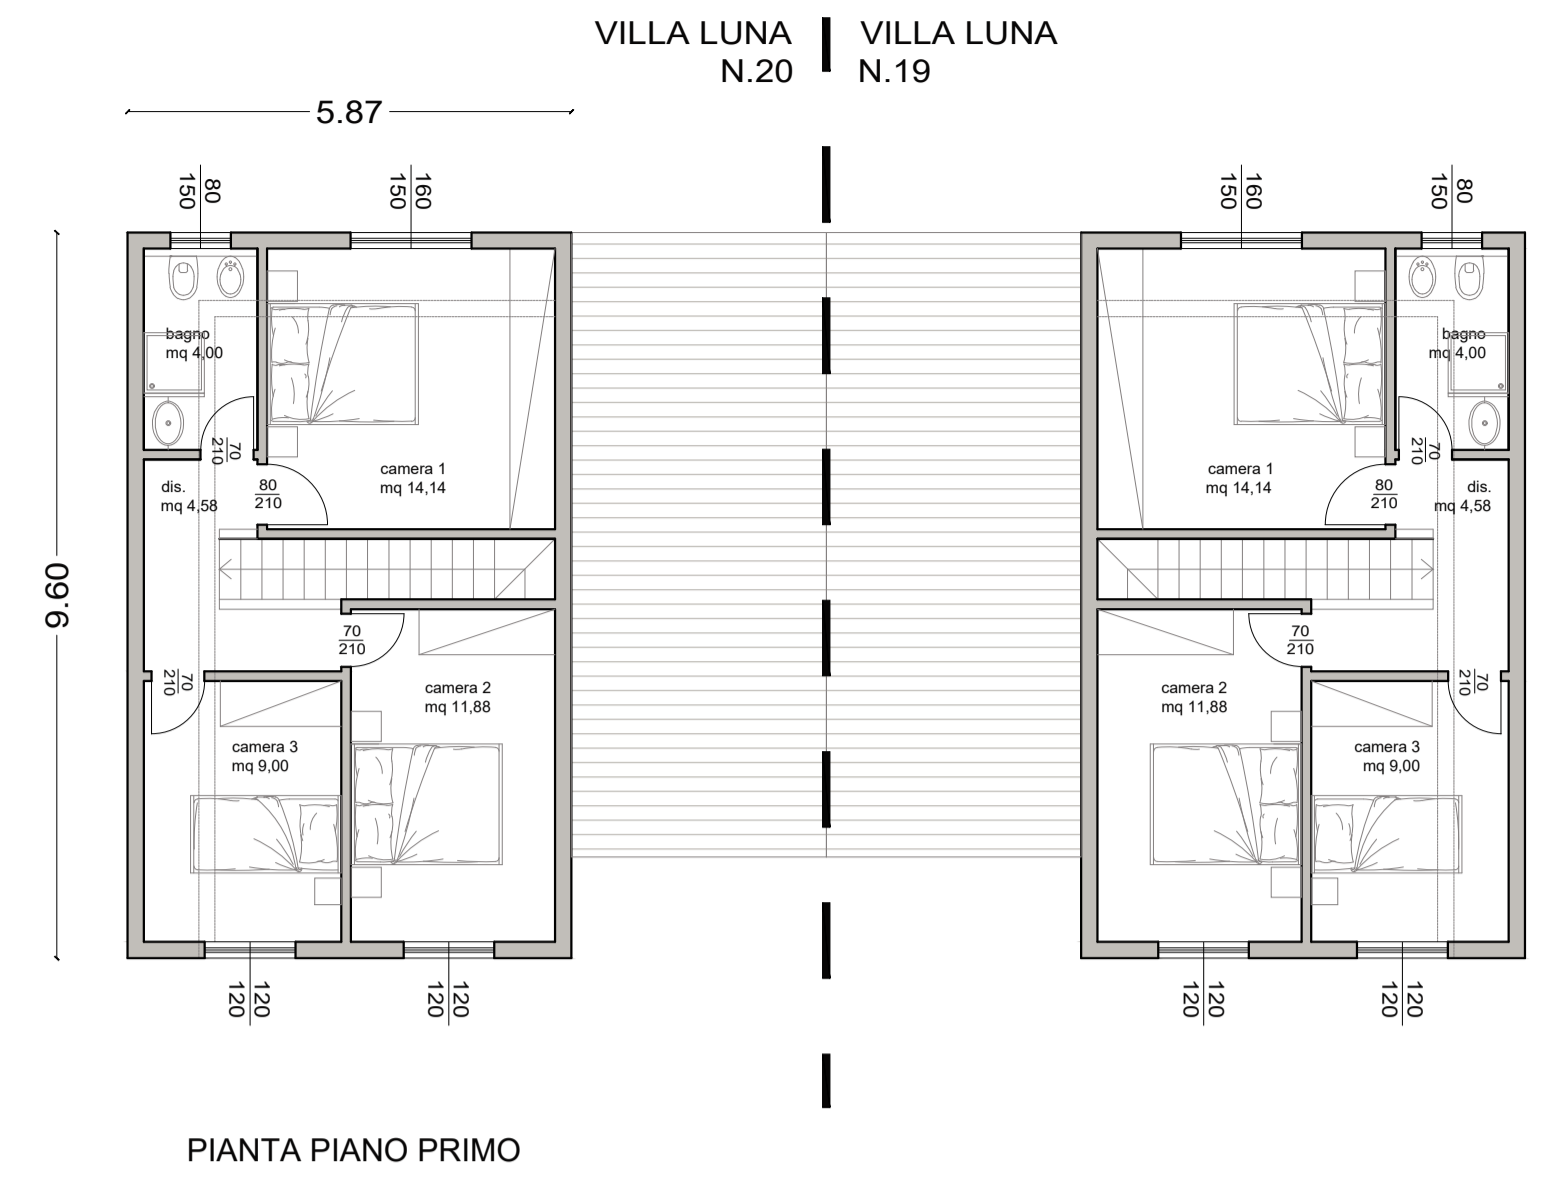 VILLA LUNA
N.20
VILLA LUNA
N.19
5.87
9.60
80
150
160
150
160
150
80
150
bagno
mq 4,00
70
210
camera 1
mq 14,14
80
210
dis.
mq 4,58
70
210
camera 2
mq 11,88
70
210
camera 3
mq 9,00
120
120
120
120
bagno
mq 4,00
70
210
camera 1
mq 14,14
80
210
dis.
mq 4,58
70
210
camera 2
mq 11,88
70
210
camera 3
mq 9,00
120
120
120
120
PIANTA PIANO PRIMO